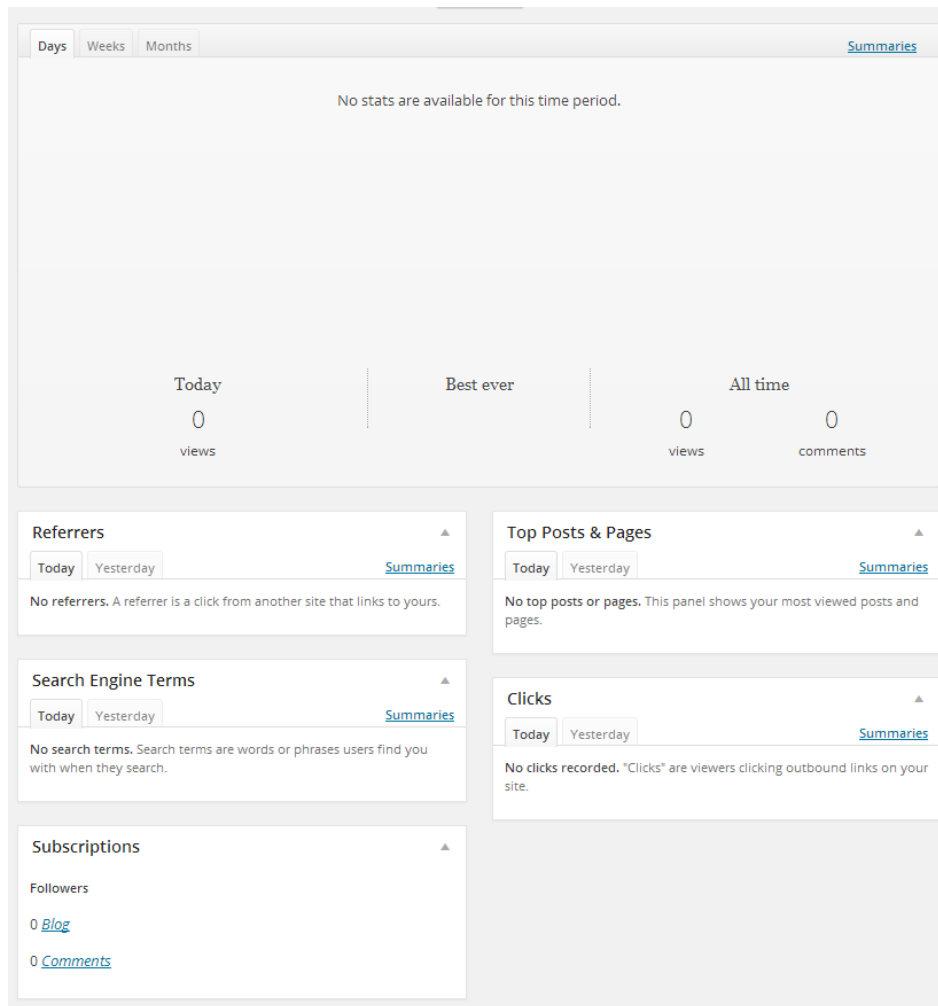 Days Weeks Months Summaries
No stats are available for this time period.
Today Best ever All time
0 0 0
views views comments
Referrers
Today Yesterday Summaries
No referrers. A referrer is a click from another site that links to yours.
Top Posts & Pages
Today Yesterday Summaries
No top posts or pages. This panel shows your most viewed posts and
pages.
Search Engine Terms
Today Yesterday Summaries
No search terms. Search terms are words or phrases users find you
with when they search.
Clicks
Today Yesterday Summaries
No clicks recorded. "Clicks" are viewers clicking outbound links on your
site.
Subscriptions
Followers
0 Blog
0 Comments